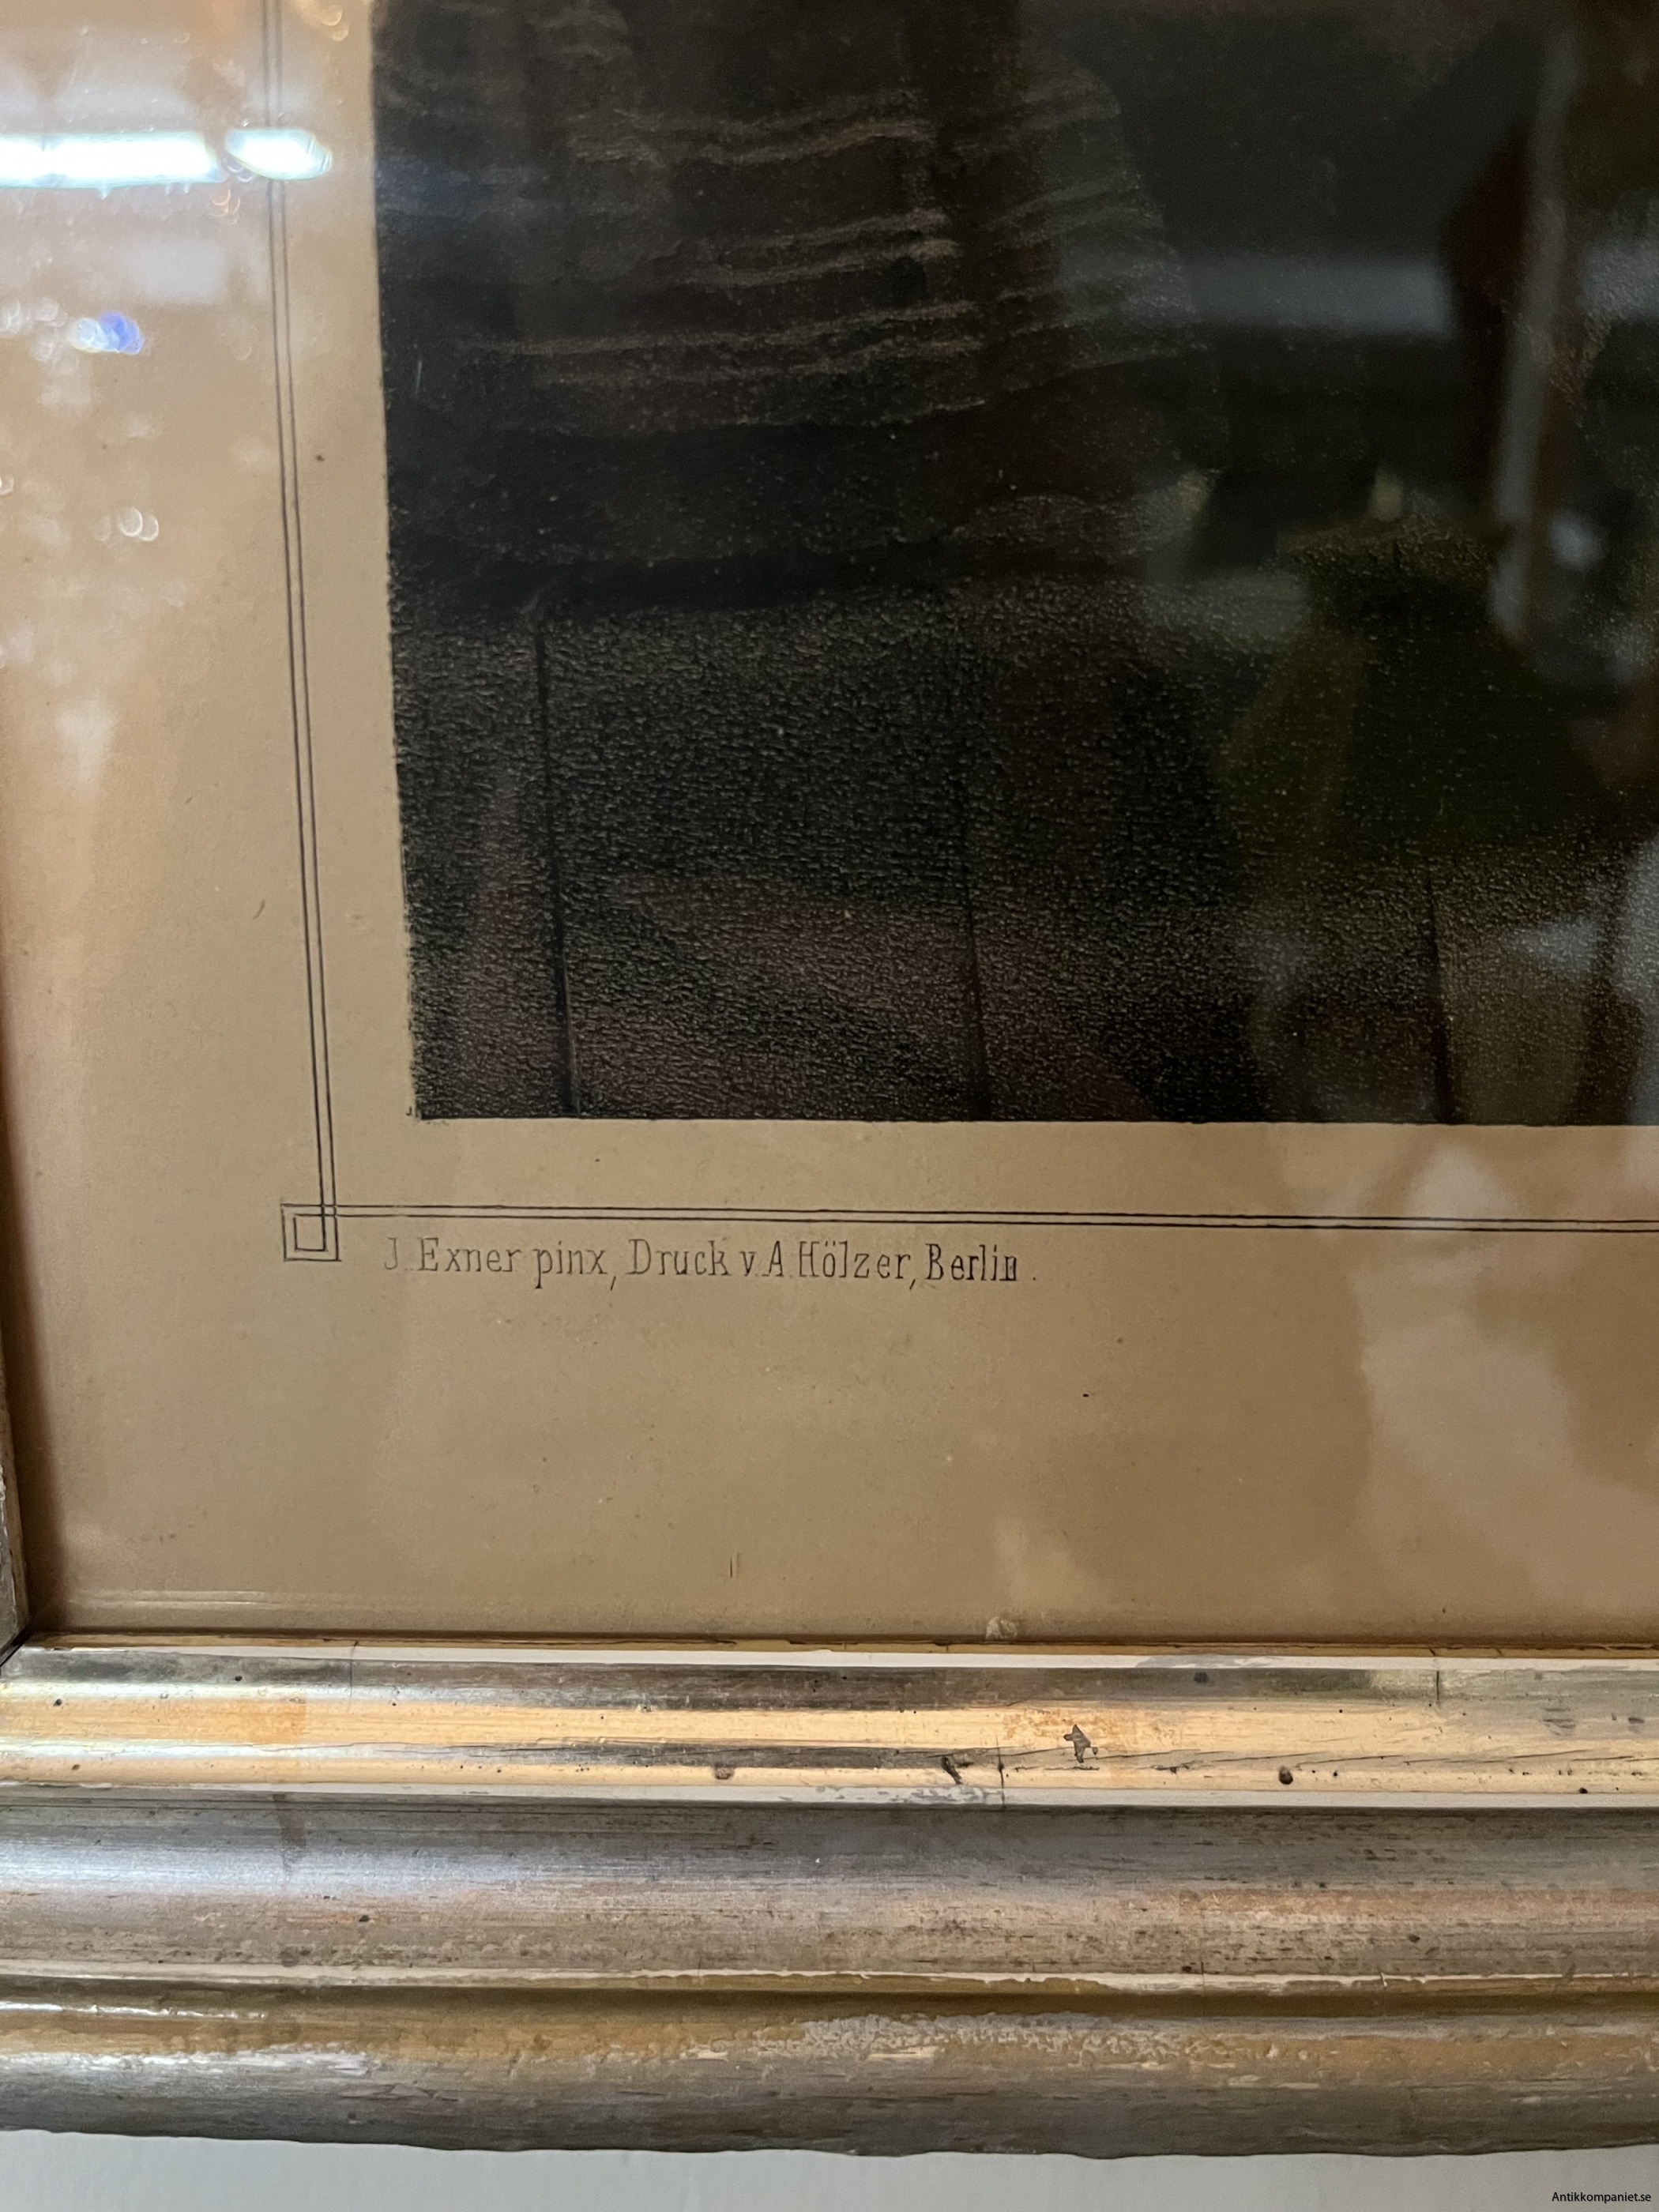 J. Exner pinx, Druck v. A Hölzer, Berlin.
Antikkompaniet.se